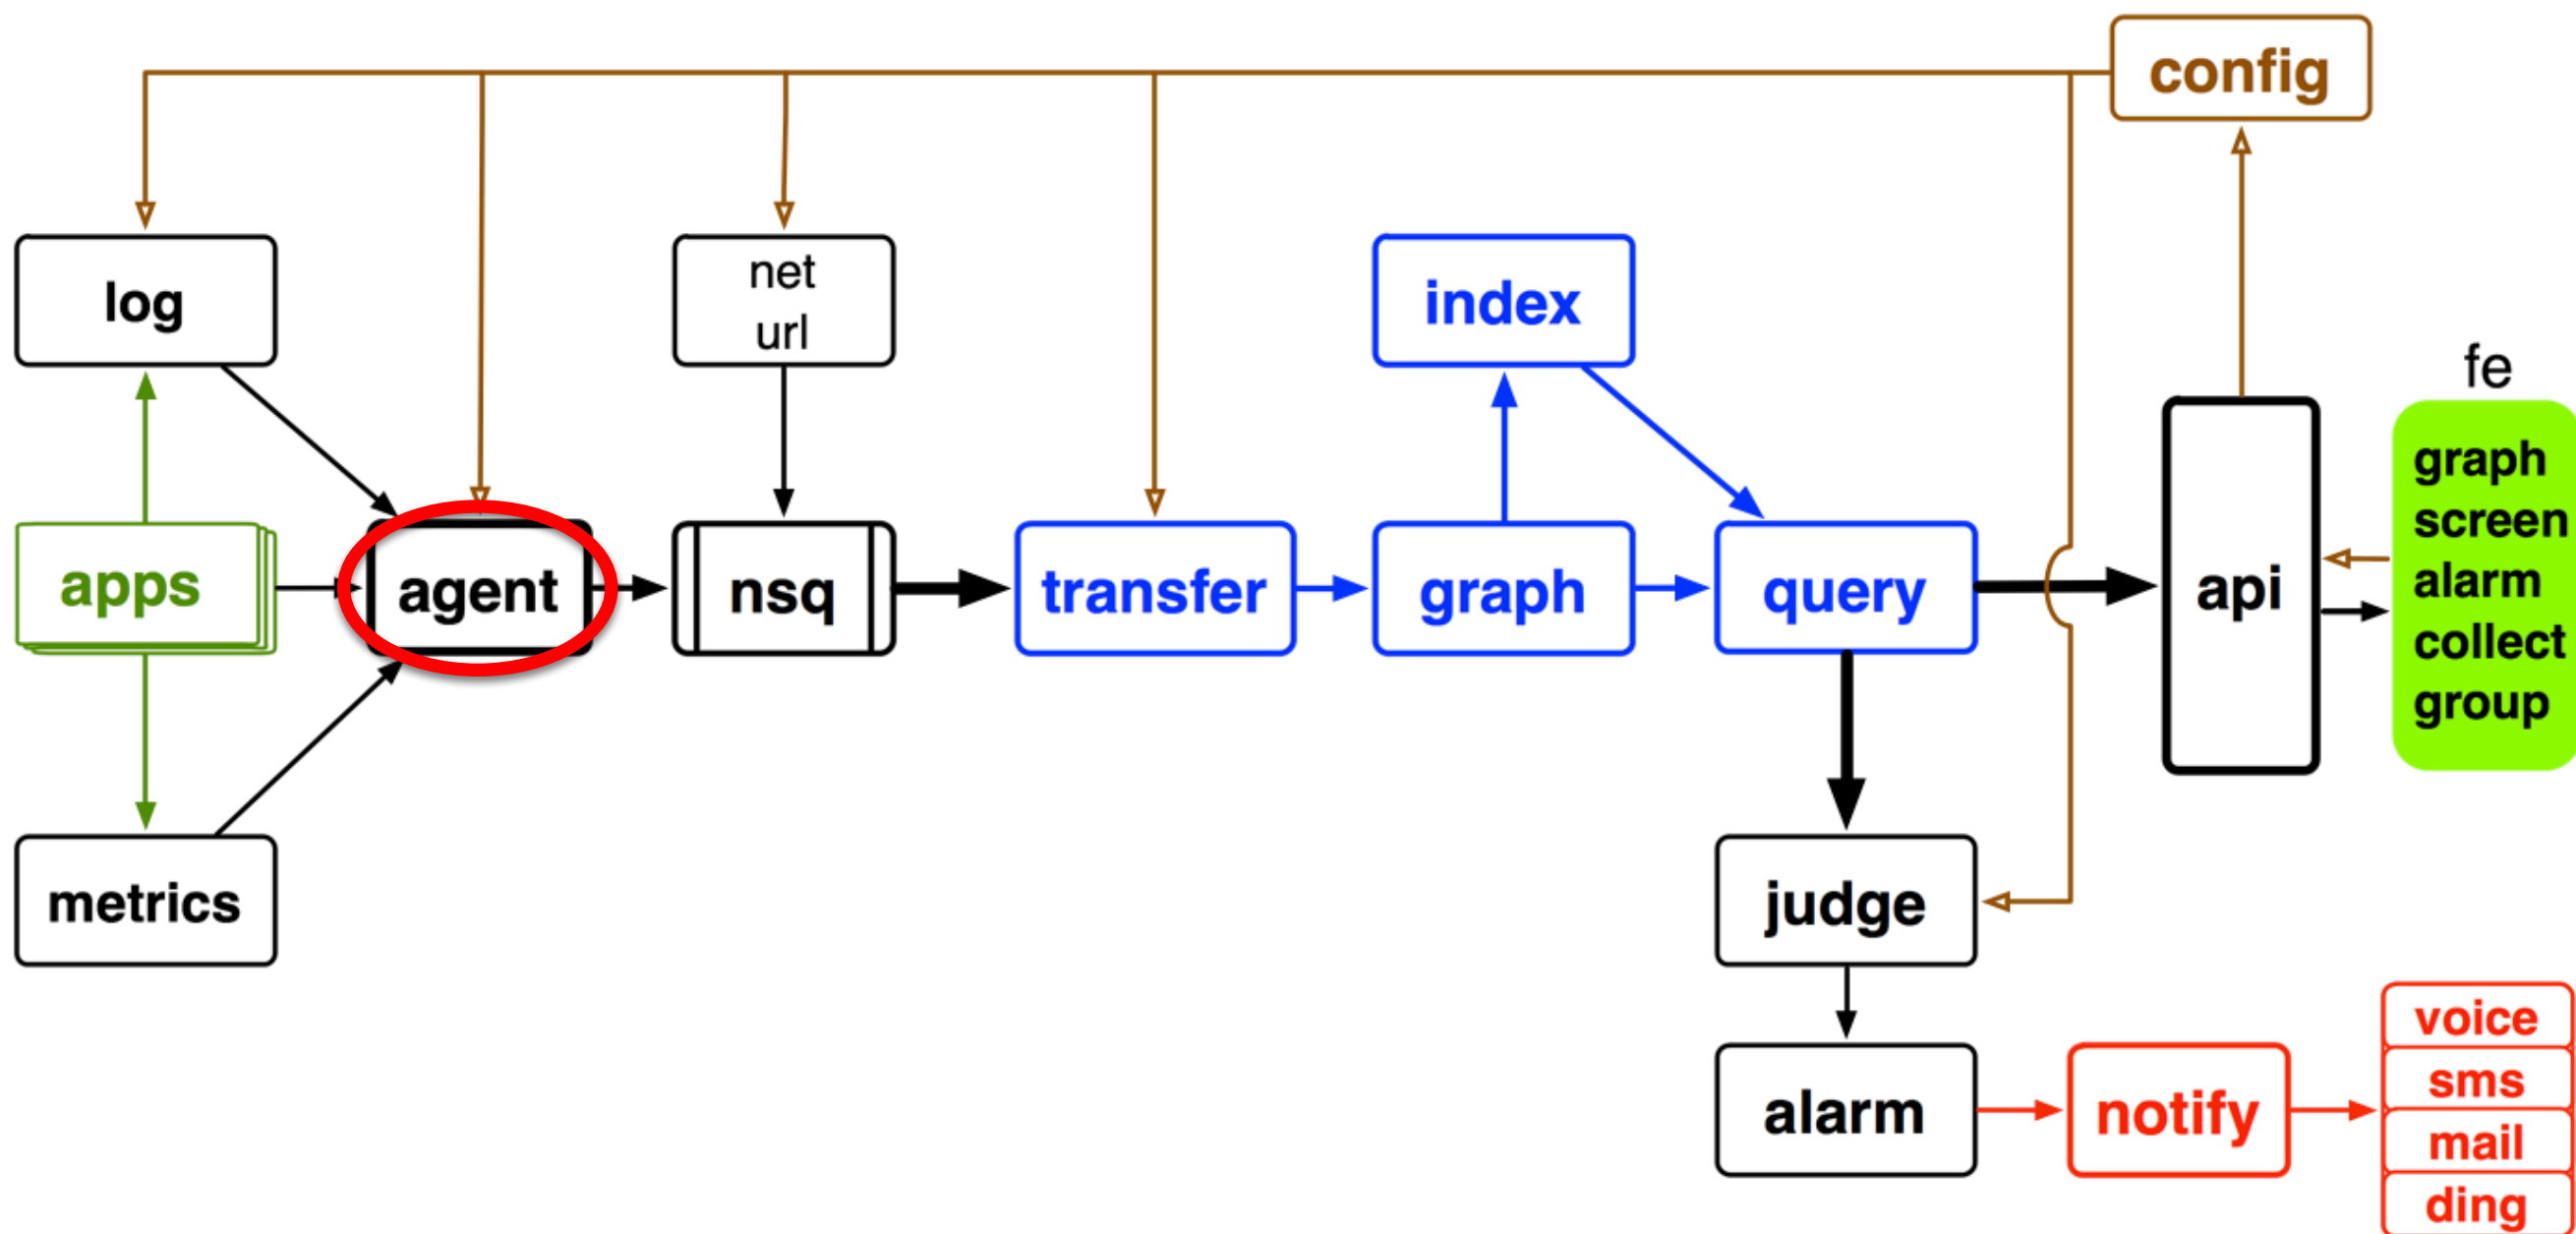 config
log
net
url
index
fe
graph
screen
alarm
collect
group
apps
agent
nsq
transfer
graph
query
api
metrics
judge
alarm
notify
voice
sms
mail
ding